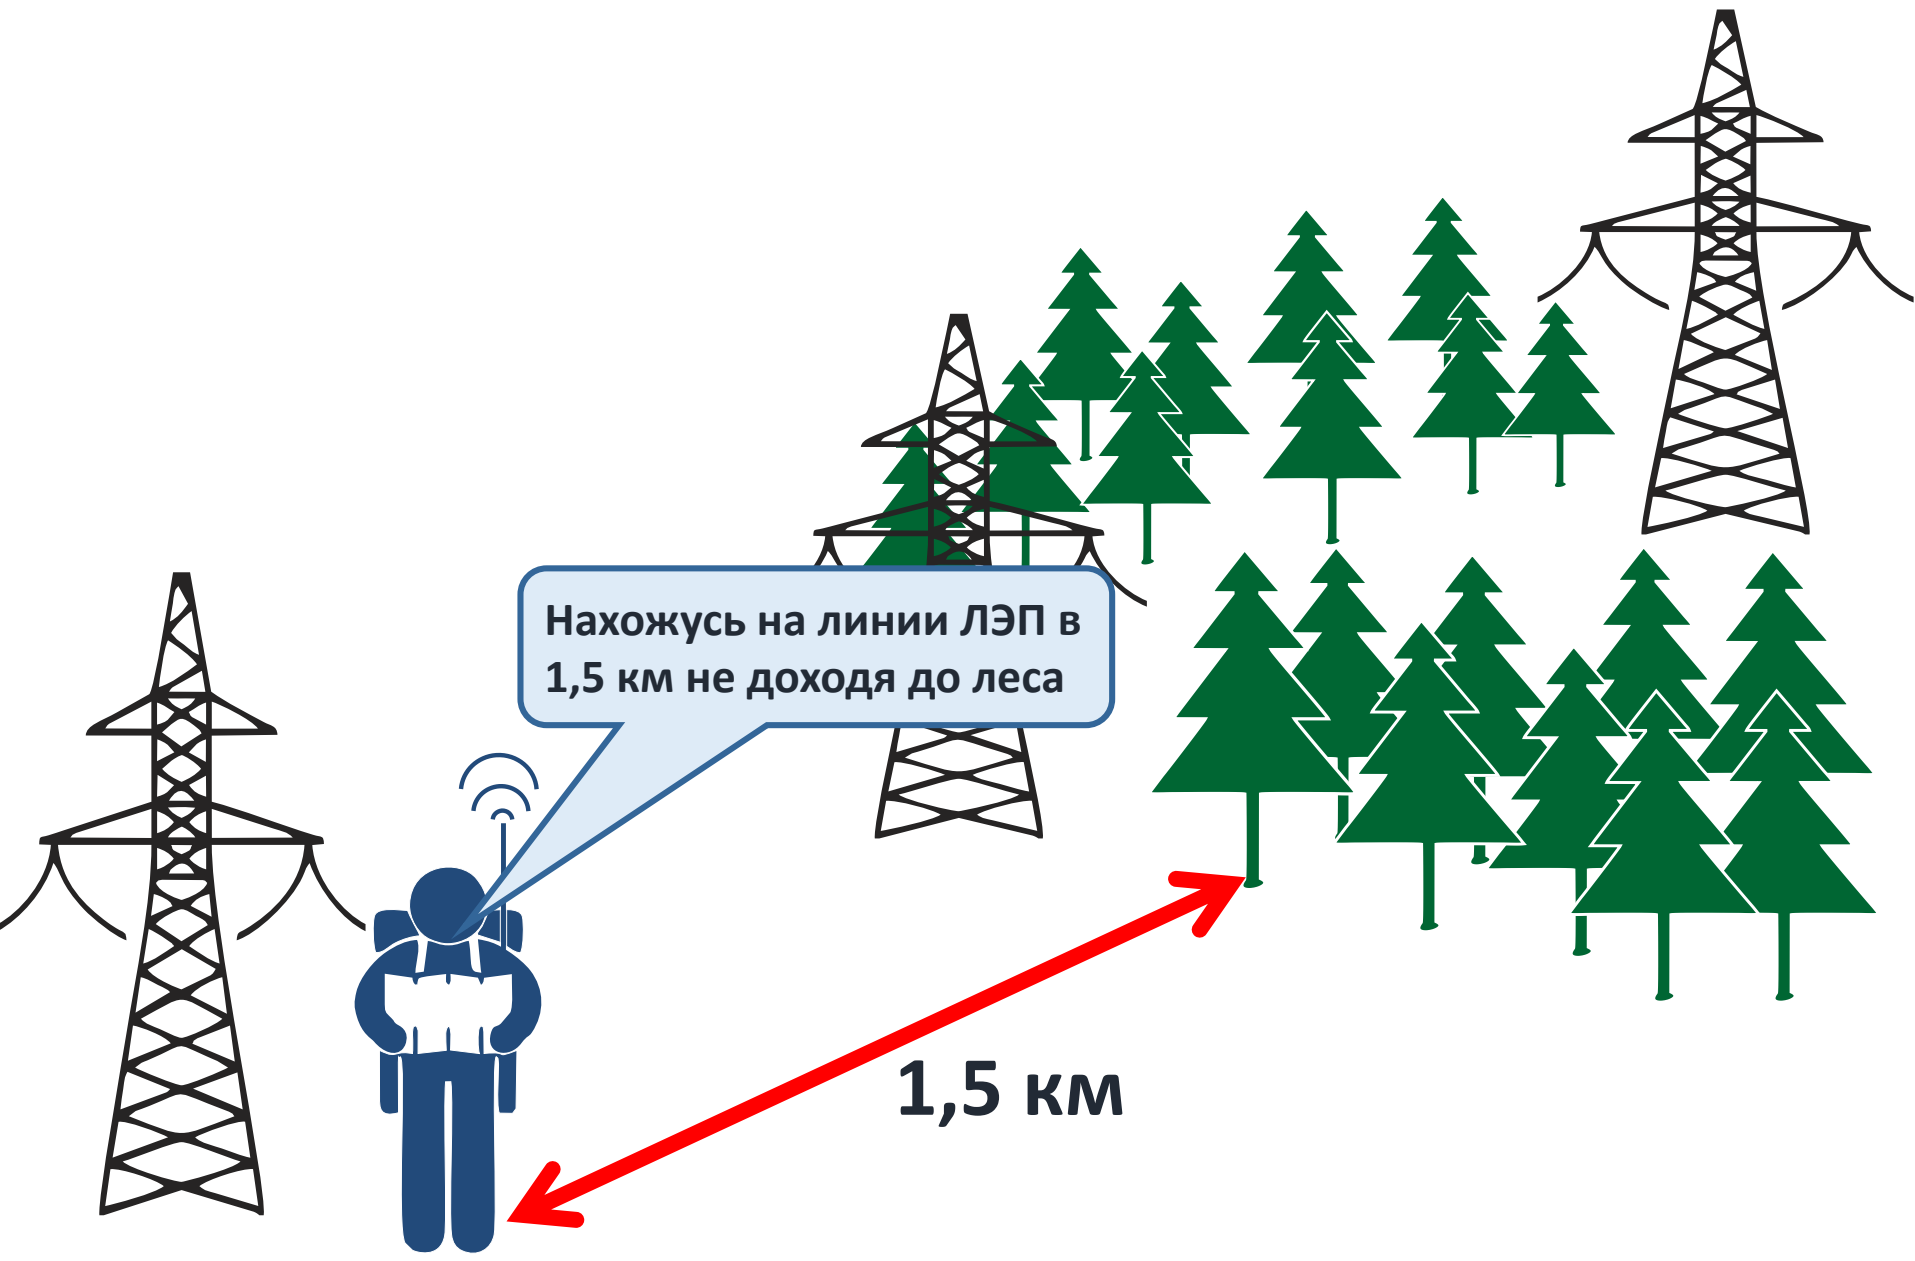 Нахожусь на линии ЛЭП в
1,5 км не доходя до леса
1,5 км